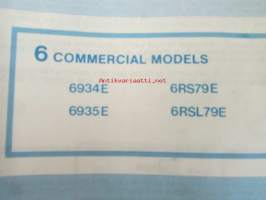 6 COMMERCIAL MODELS
6934E 6RS79E
6935E 6RSL79E
Antikvariaatti.net